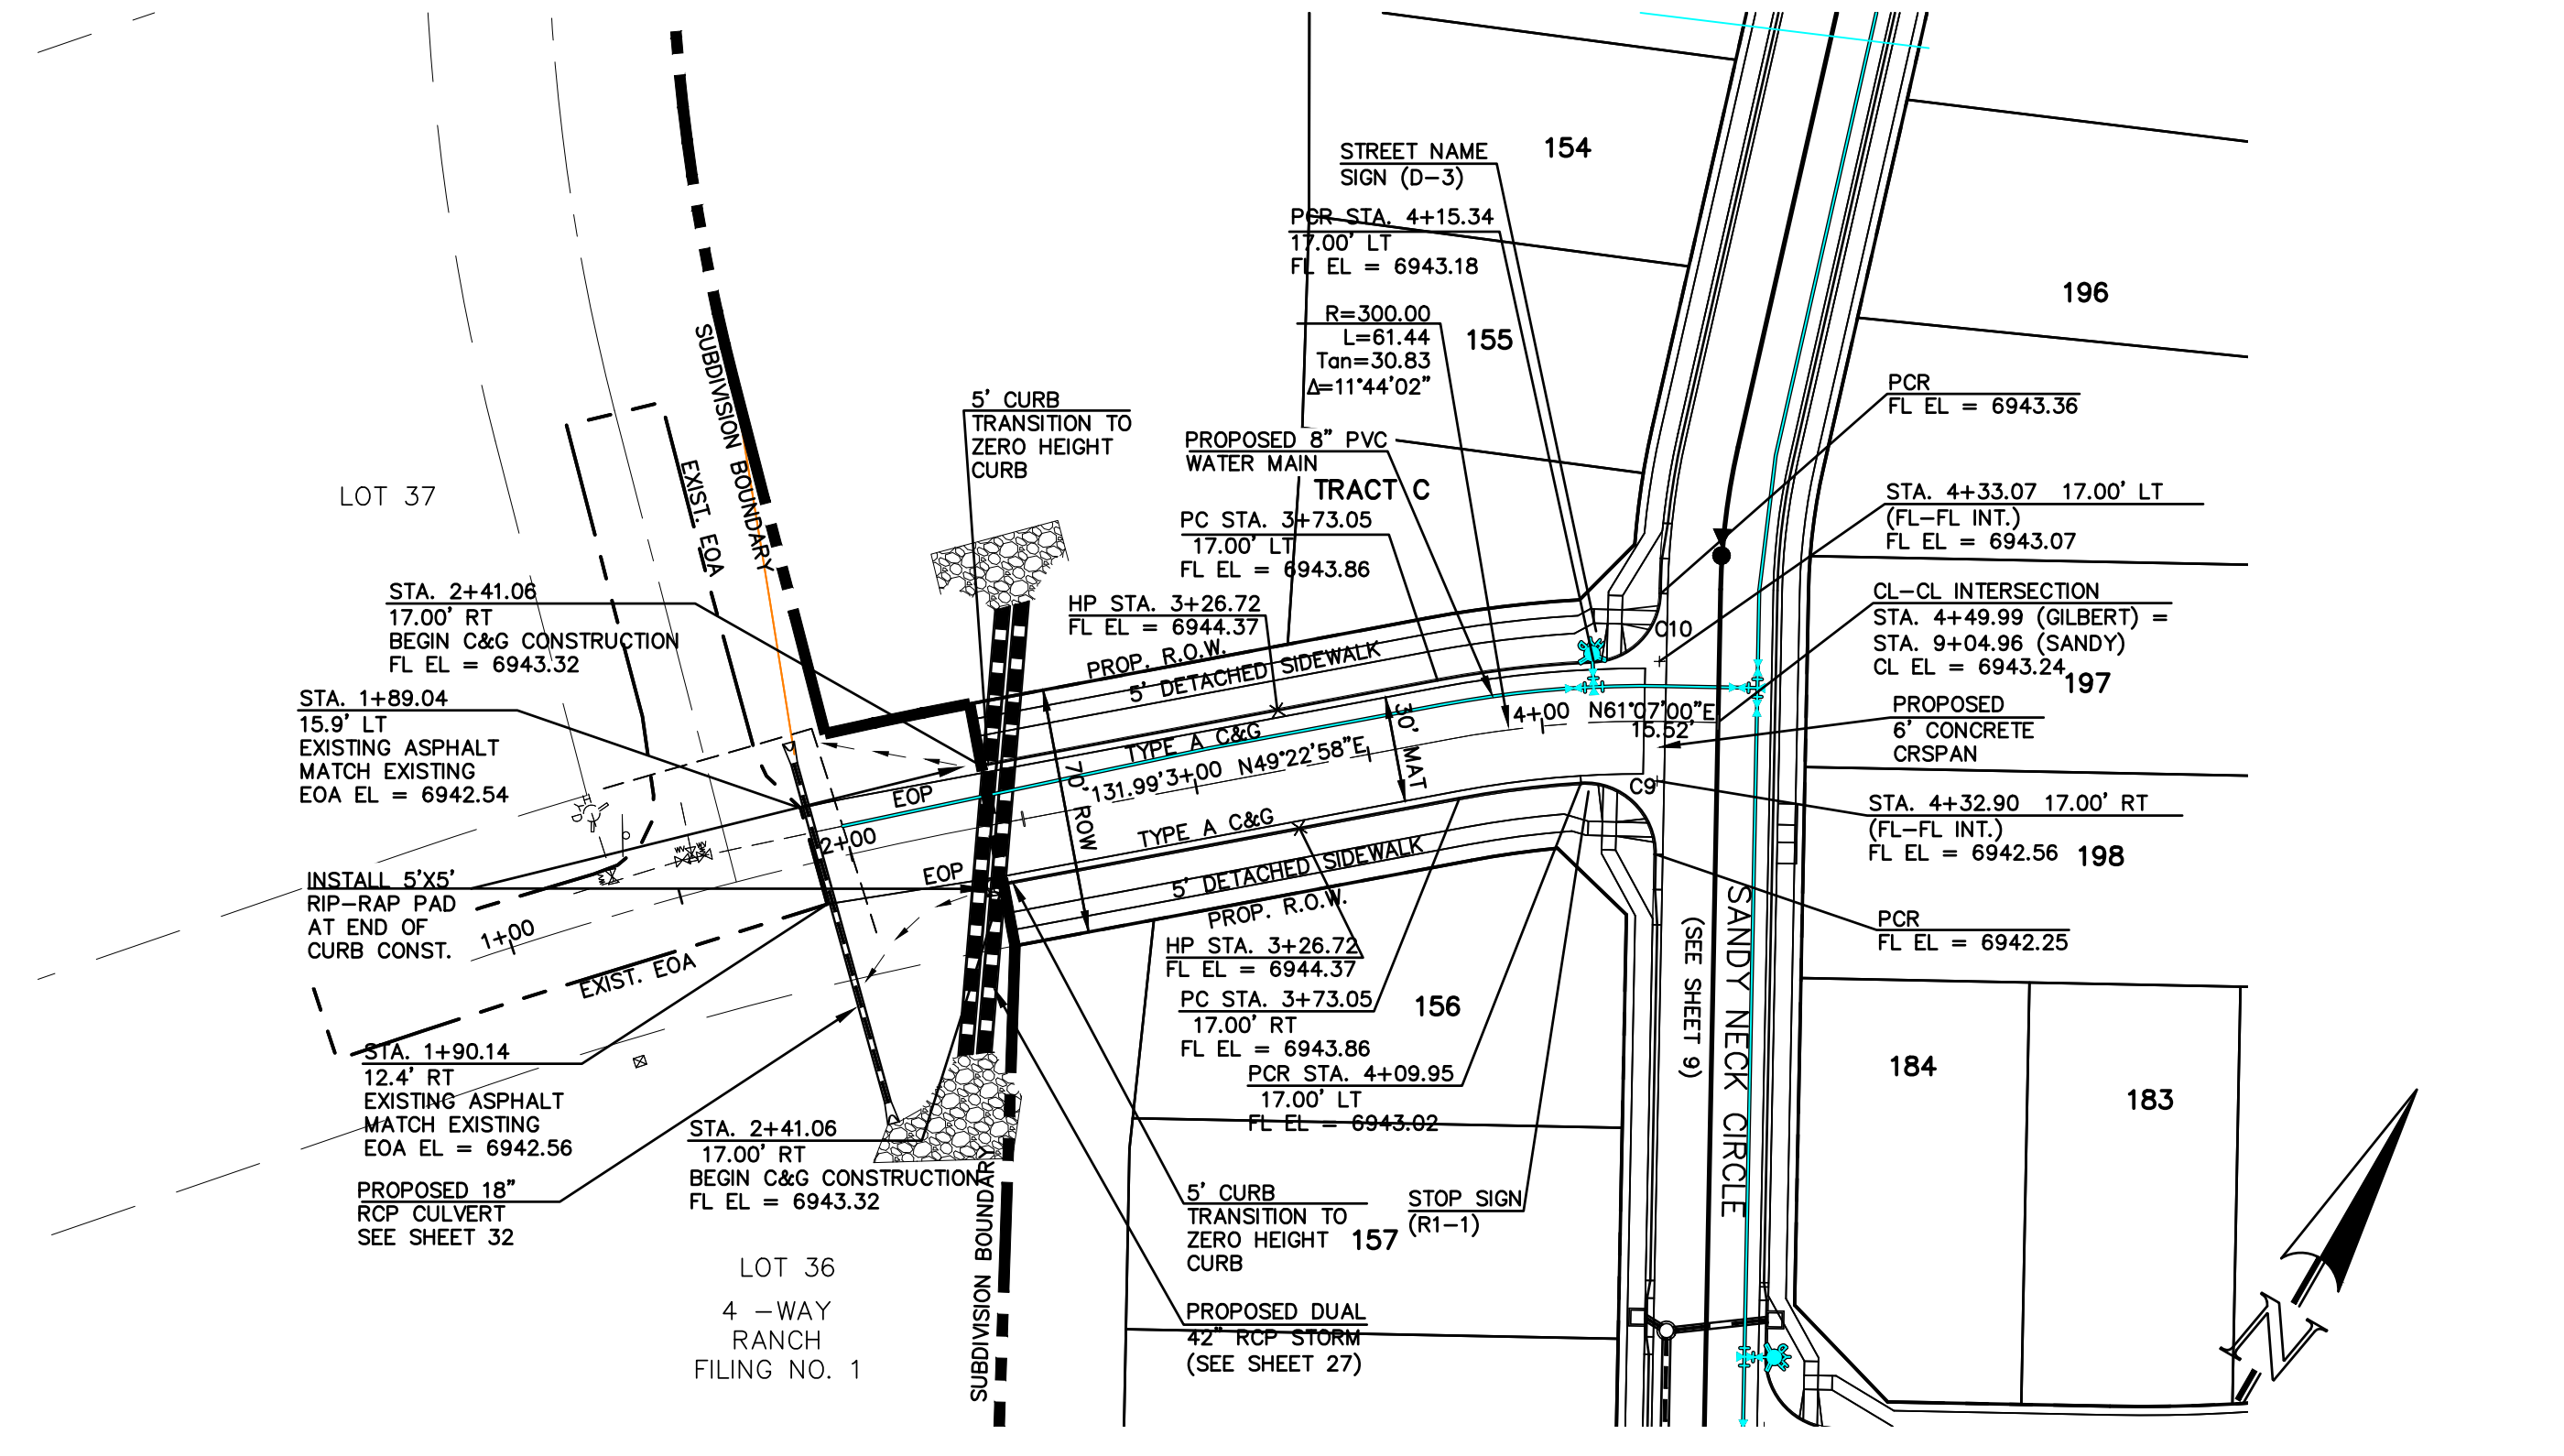 STREET NAME
SIGN (D-3)
154
PCR STA. 4+15.34
17.00' LT
FL EL = 6943.18
196
R=300.00
L=61.44
Tan=30.83
Δ=11°44'02"
155
SUBDIVISION BOUNDARY
5' CURB
TRANSITION TO
ZERO HEIGHT
CURB
PCR
FL EL = 6943.36
PROPOSED 8" PVC
WATER MAIN
TRACT C
LOT 37
EXIST. EOA
STA. 4+33.07 17.00' LT
(FL-FL INT.)
FL EL = 6943.07
PC STA. 3+73.05
17.00' LT
FL EL = 6943.86
STA. 2+41.06
17.00' RT
BEGIN C&G CONSTRUCTION
FL EL = 6943.32
HP STA. 3+26.72
FL EL = 6944.37
CL-CL INTERSECTION
STA. 4+49.99 (GILBERT) =
STA. 9+04.96 (SANDY)
CL EL = 6943.24
197
C10
PROP. R.O.W.
5' DETACHED SIDEWALK
STA. 1+89.04
15.9' LT
EXISTING ASPHALT
MATCH EXISTING
EOA EL = 6942.54
PROPOSED
6' CONCRETE
CRSPAN
4+00
N61°07'00"E
15.52'
30' MAT
TYPE A C&G
131.99'
3+00
N49°22'58"E
70' ROW
EOP
C9
2+00
TYPE A C&G
STA. 4+32.90 17.00' RT
(FL-FL INT.)
FL EL = 6942.56
198
EOP
5' DETACHED SIDEWALK
PROP. R.O.W.
INSTALL 5'X5'
RIP-RAP PAD
AT END OF
CURB CONST.
1+00
EXIST. EOA
PCR
FL EL = 6942.25
SANDY NECK CIRCLE
(SEE SHEET 9)
HP STA. 3+26.72
FL EL = 6944.37
PC STA. 3+73.05
17.00' RT
FL EL = 6943.86
156
PCR STA. 4+09.95
17.00' LT
FL EL = 6943.02
184
183
STA. 1+90.14
12.4' RT
EXISTING ASPHALT
MATCH EXISTING
EOA EL = 6942.56
STA. 2+41.06
17.00' RT
BEGIN C&G CONSTRUCTION
FL EL = 6943.32
PROPOSED 18"
RCP CULVERT
SEE SHEET 32
5' CURB
TRANSITION TO
ZERO HEIGHT
CURB
157
STOP SIGN
(R1-1)
SUBDIVISION BOUNDARY
LOT 36
4 -WAY
RANCH
FILING NO. 1
PROPOSED DUAL
42" RCP STORM
(SEE SHEET 27)
N